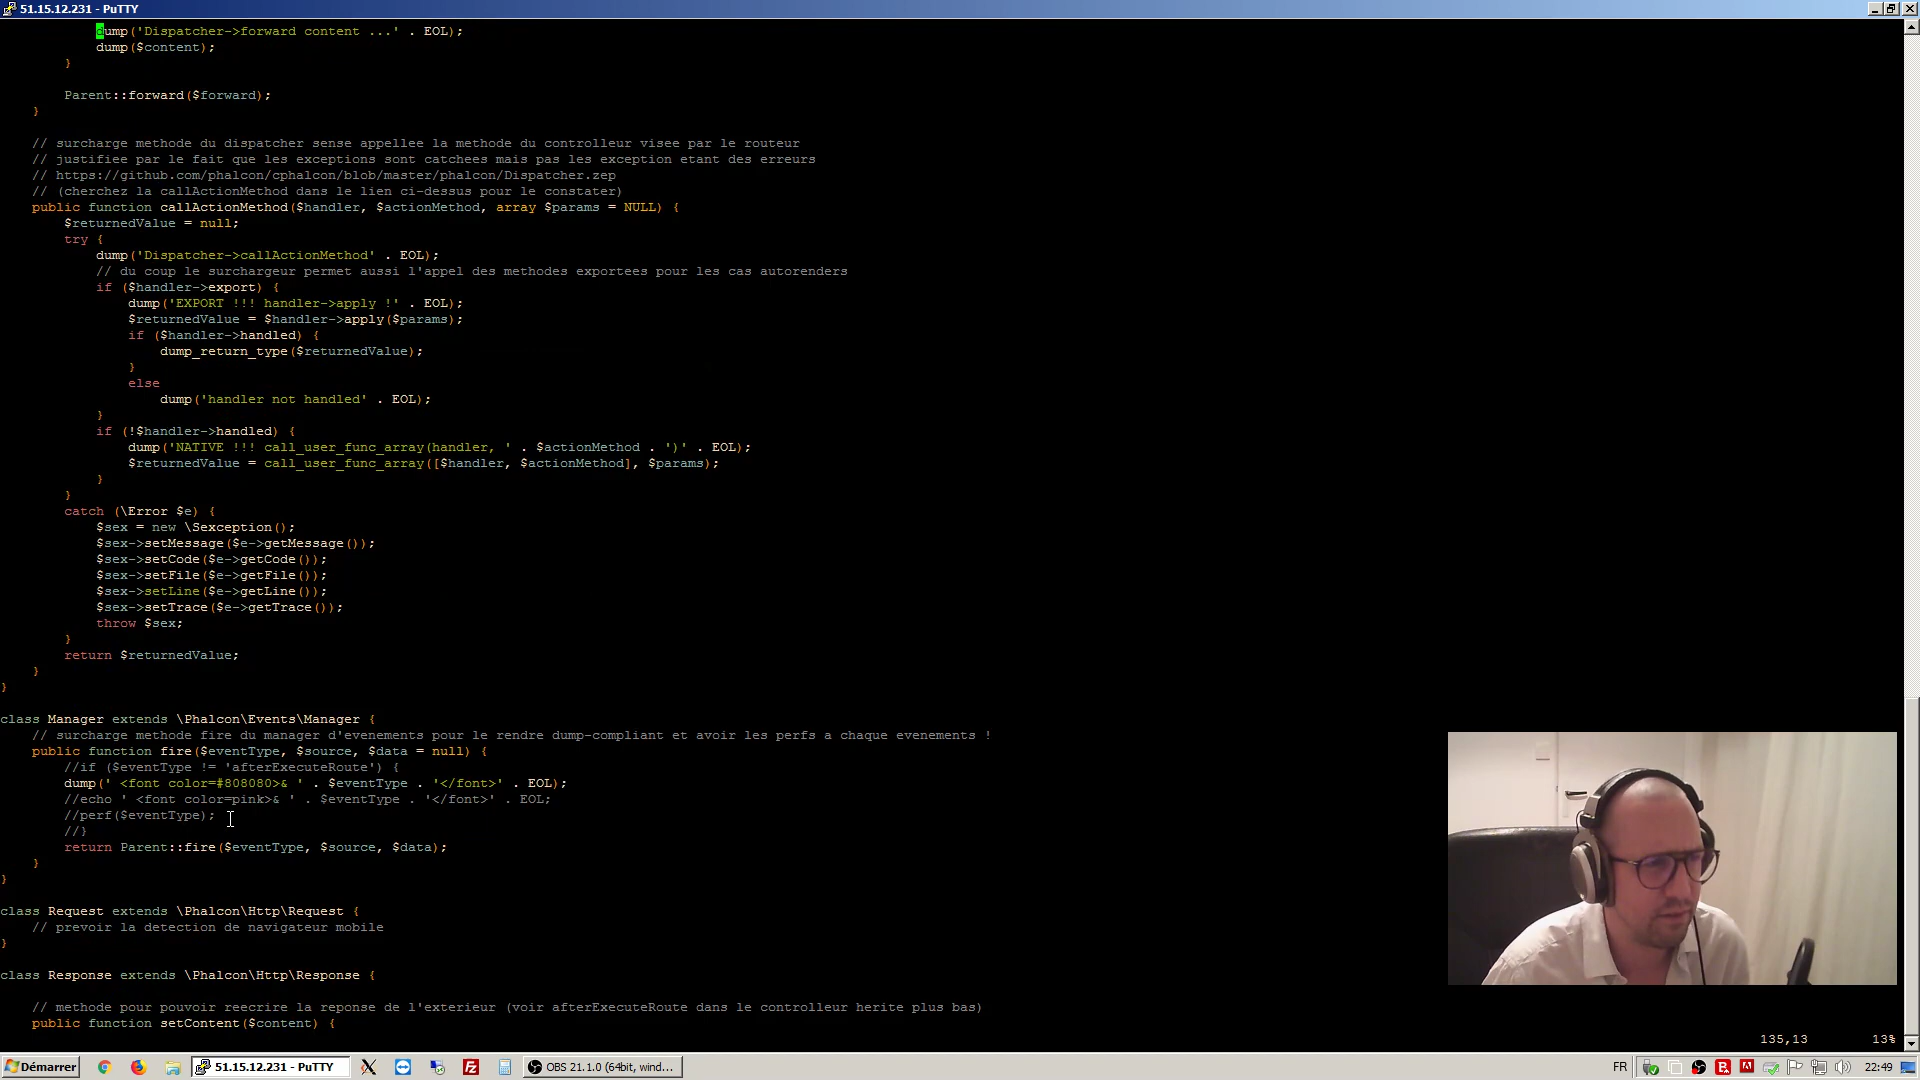 51.15.12.231 - PuTTY
dump('Dispatcher->forward content ...' . EOL);
dump($content);
}
Parent::forward($forward);
}
// surcharge methode du dispatcher sense appellee la methode du controlleur visee par le routeur
// justifiee par le fait que les exceptions sont catchees mais pas les exception etant des erreurs
// https://github.com/phalcon/cphalcon/blob/master/phalcon/Dispatcher.zep
// (cherchez la callActionMethod dans le lien ci-dessus pour le constater)
public function callActionMethod($handler, $actionMethod, array $params = NULL) {
$returnedValue = null;
try {
dump('Dispatcher->callActionMethod' . EOL);
// du coup le surchargeur permet aussi l'appel des methodes exportees pour les cas autorenders
if ($handler->export) {
dump('EXPORT !!! handler->apply !' . EOL);
$returnedValue = $handler->apply($params);
if ($handler->handled) {
dump_return_type($returnedValue);
}
else
dump('handler not handled' . EOL);
}
if (!$handler->handled) {
dump('NATIVE !!! call_user_func_array(handler, ' . $actionMethod . ')' . EOL);
$returnedValue = call_user_func_array([$handler, $actionMethod], $params);
}
}
catch (\Error $e) {
$sex = new \Sexception();
$sex->setMessage($e->getMessage());
$sex->setCode($e->getCode());
$sex->setFile($e->getFile());
$sex->setLine($e->getLine());
$sex->setTrace($e->getTrace());
throw $sex;
}
return $returnedValue;
}
}
class Manager extends \Phalcon\Events\Manager {
// surcharge methode fire du manager d'evenements pour le rendre dump-compliant et avoir les perfs a chaque evenements !
public function fire($eventType, $source, $data = null) {
//if ($eventType != 'afterExecuteRoute') {
dump(' <font color=#808080>& ' . $eventType . '</font>' . EOL);
//echo ' <font color=pink>& ' . $eventType . '</font>' . EOL;
//perf($eventType);
//}
return Parent::fire($eventType, $source, $data);
}
}
class Request extends \Phalcon\Http\Request {
// prevoir la detection de navigateur mobile
}
class Response extends \Phalcon\Http\Response {
// methode pour pouvoir reecrire la reponse de l'exterieur (voir afterExecuteRoute dans le controlleur herite plus bas)
public function setContent($content) {
135,13 13%
Démarrer 51.15.12.231 - PuTTY OBS 21.1.0 (64bit, wind... FR 22:49